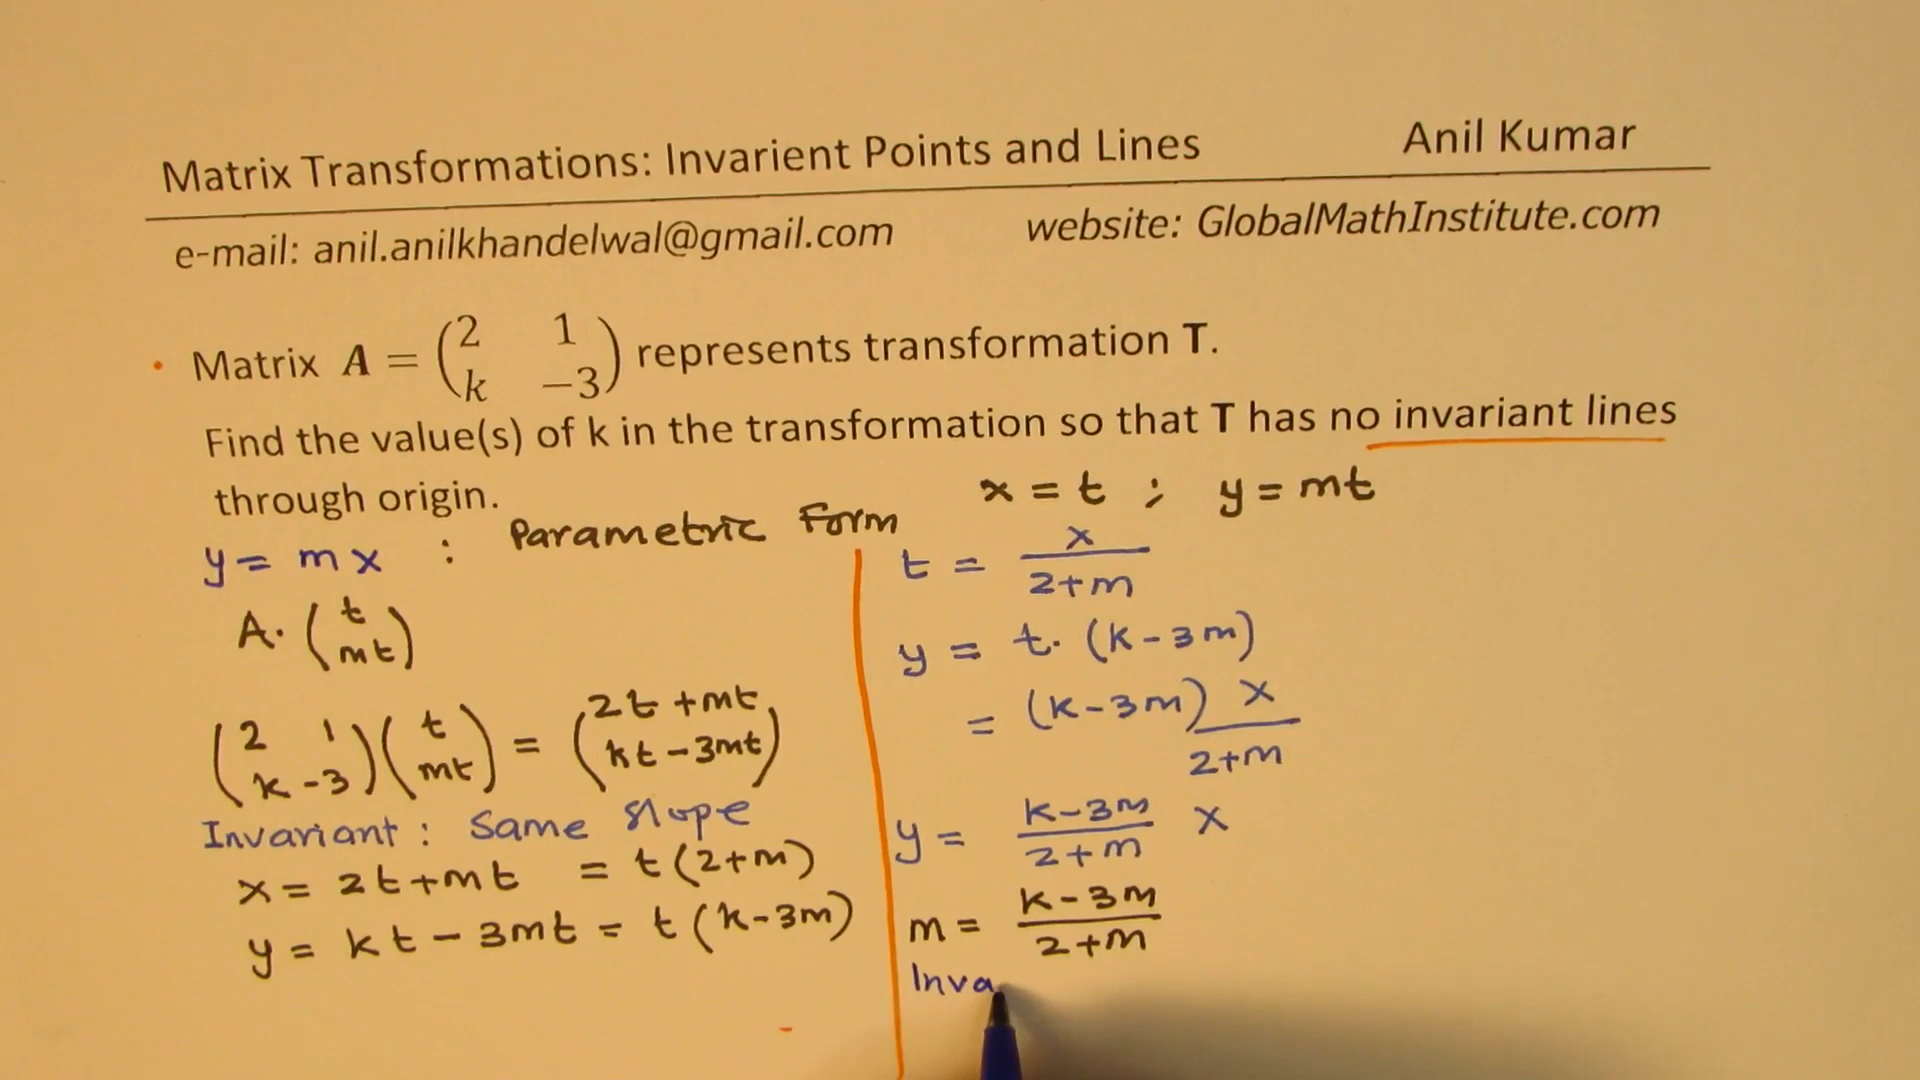 Matrix Transformations: Invarient Points and Lines Anil Kumar
e-mail: anil.anilkhandelwal@gmail.com website: GlobalMathInstitute.com
• Matrix A = (2 1
k −3) represents transformation T.
Find the value(s) of k in the transformation so that T has no invariant lines
through origin.
x = t ; y = mt
y = mx : Parametric Form
A. (t
mt)
(2 1
k -3)(t
mt) = (2t + mt
kt - 3mt)
Invariant : Same slope
x = 2t + mt = t(2+m)
y = kt - 3mt = t(k-3m)
t = x/(2+m)
y = t. (k-3m)
= (k-3m) x/(2+m)
y = (k-3m)/(2+m) x
m = (k-3m)/(2+m)
Inva